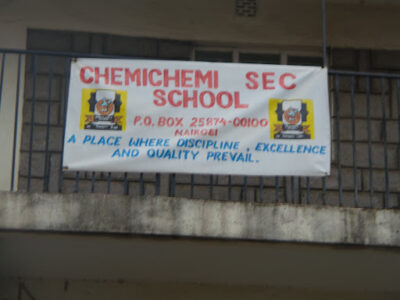 CHEMICHEMI SEC
SCHOOL
P.O. BOX 25874-00100
NAIROBI
A PLACE WHERE DISCIPLINE , EXCELLENCE
AND QUALITY PREVAIL.